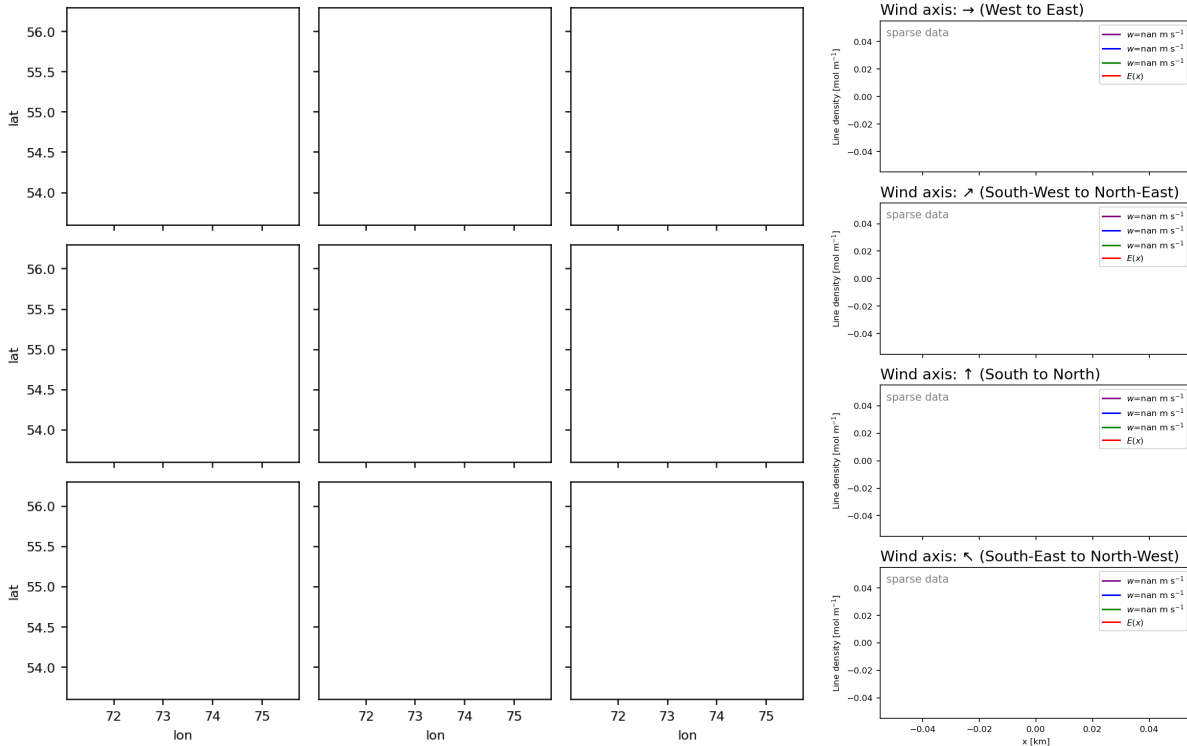 56.0
55.5
55.0
54.5
54.0
lat
56.0
55.5
55.0
54.5
54.0
lat
56.0
55.5
55.0
54.5
54.0
lat
72 73 74 75
lon
72 73 74 75
lon
72 73 74 75
lon
Wind axis: → (West to East)
sparse data
w=nan m s⁻¹
w=nan m s⁻¹
w=nan m s⁻¹
E(x)
0.04
0.02
0.00
−0.02
−0.04
Line density [mol m⁻¹]
Wind axis: ↗ (South-West to North-East)
sparse data
w=nan m s⁻¹
w=nan m s⁻¹
w=nan m s⁻¹
E(x)
0.04
0.02
0.00
−0.02
−0.04
Line density [mol m⁻¹]
Wind axis: ↑ (South to North)
sparse data
w=nan m s⁻¹
w=nan m s⁻¹
w=nan m s⁻¹
E(x)
0.04
0.02
0.00
−0.02
−0.04
Line density [mol m⁻¹]
Wind axis: ↖ (South-East to North-West)
sparse data
w=nan m s⁻¹
w=nan m s⁻¹
w=nan m s⁻¹
E(x)
0.04
0.02
0.00
−0.02
−0.04
Line density [mol m⁻¹]
−0.04 −0.02 0.00 0.02 0.04
x [km]